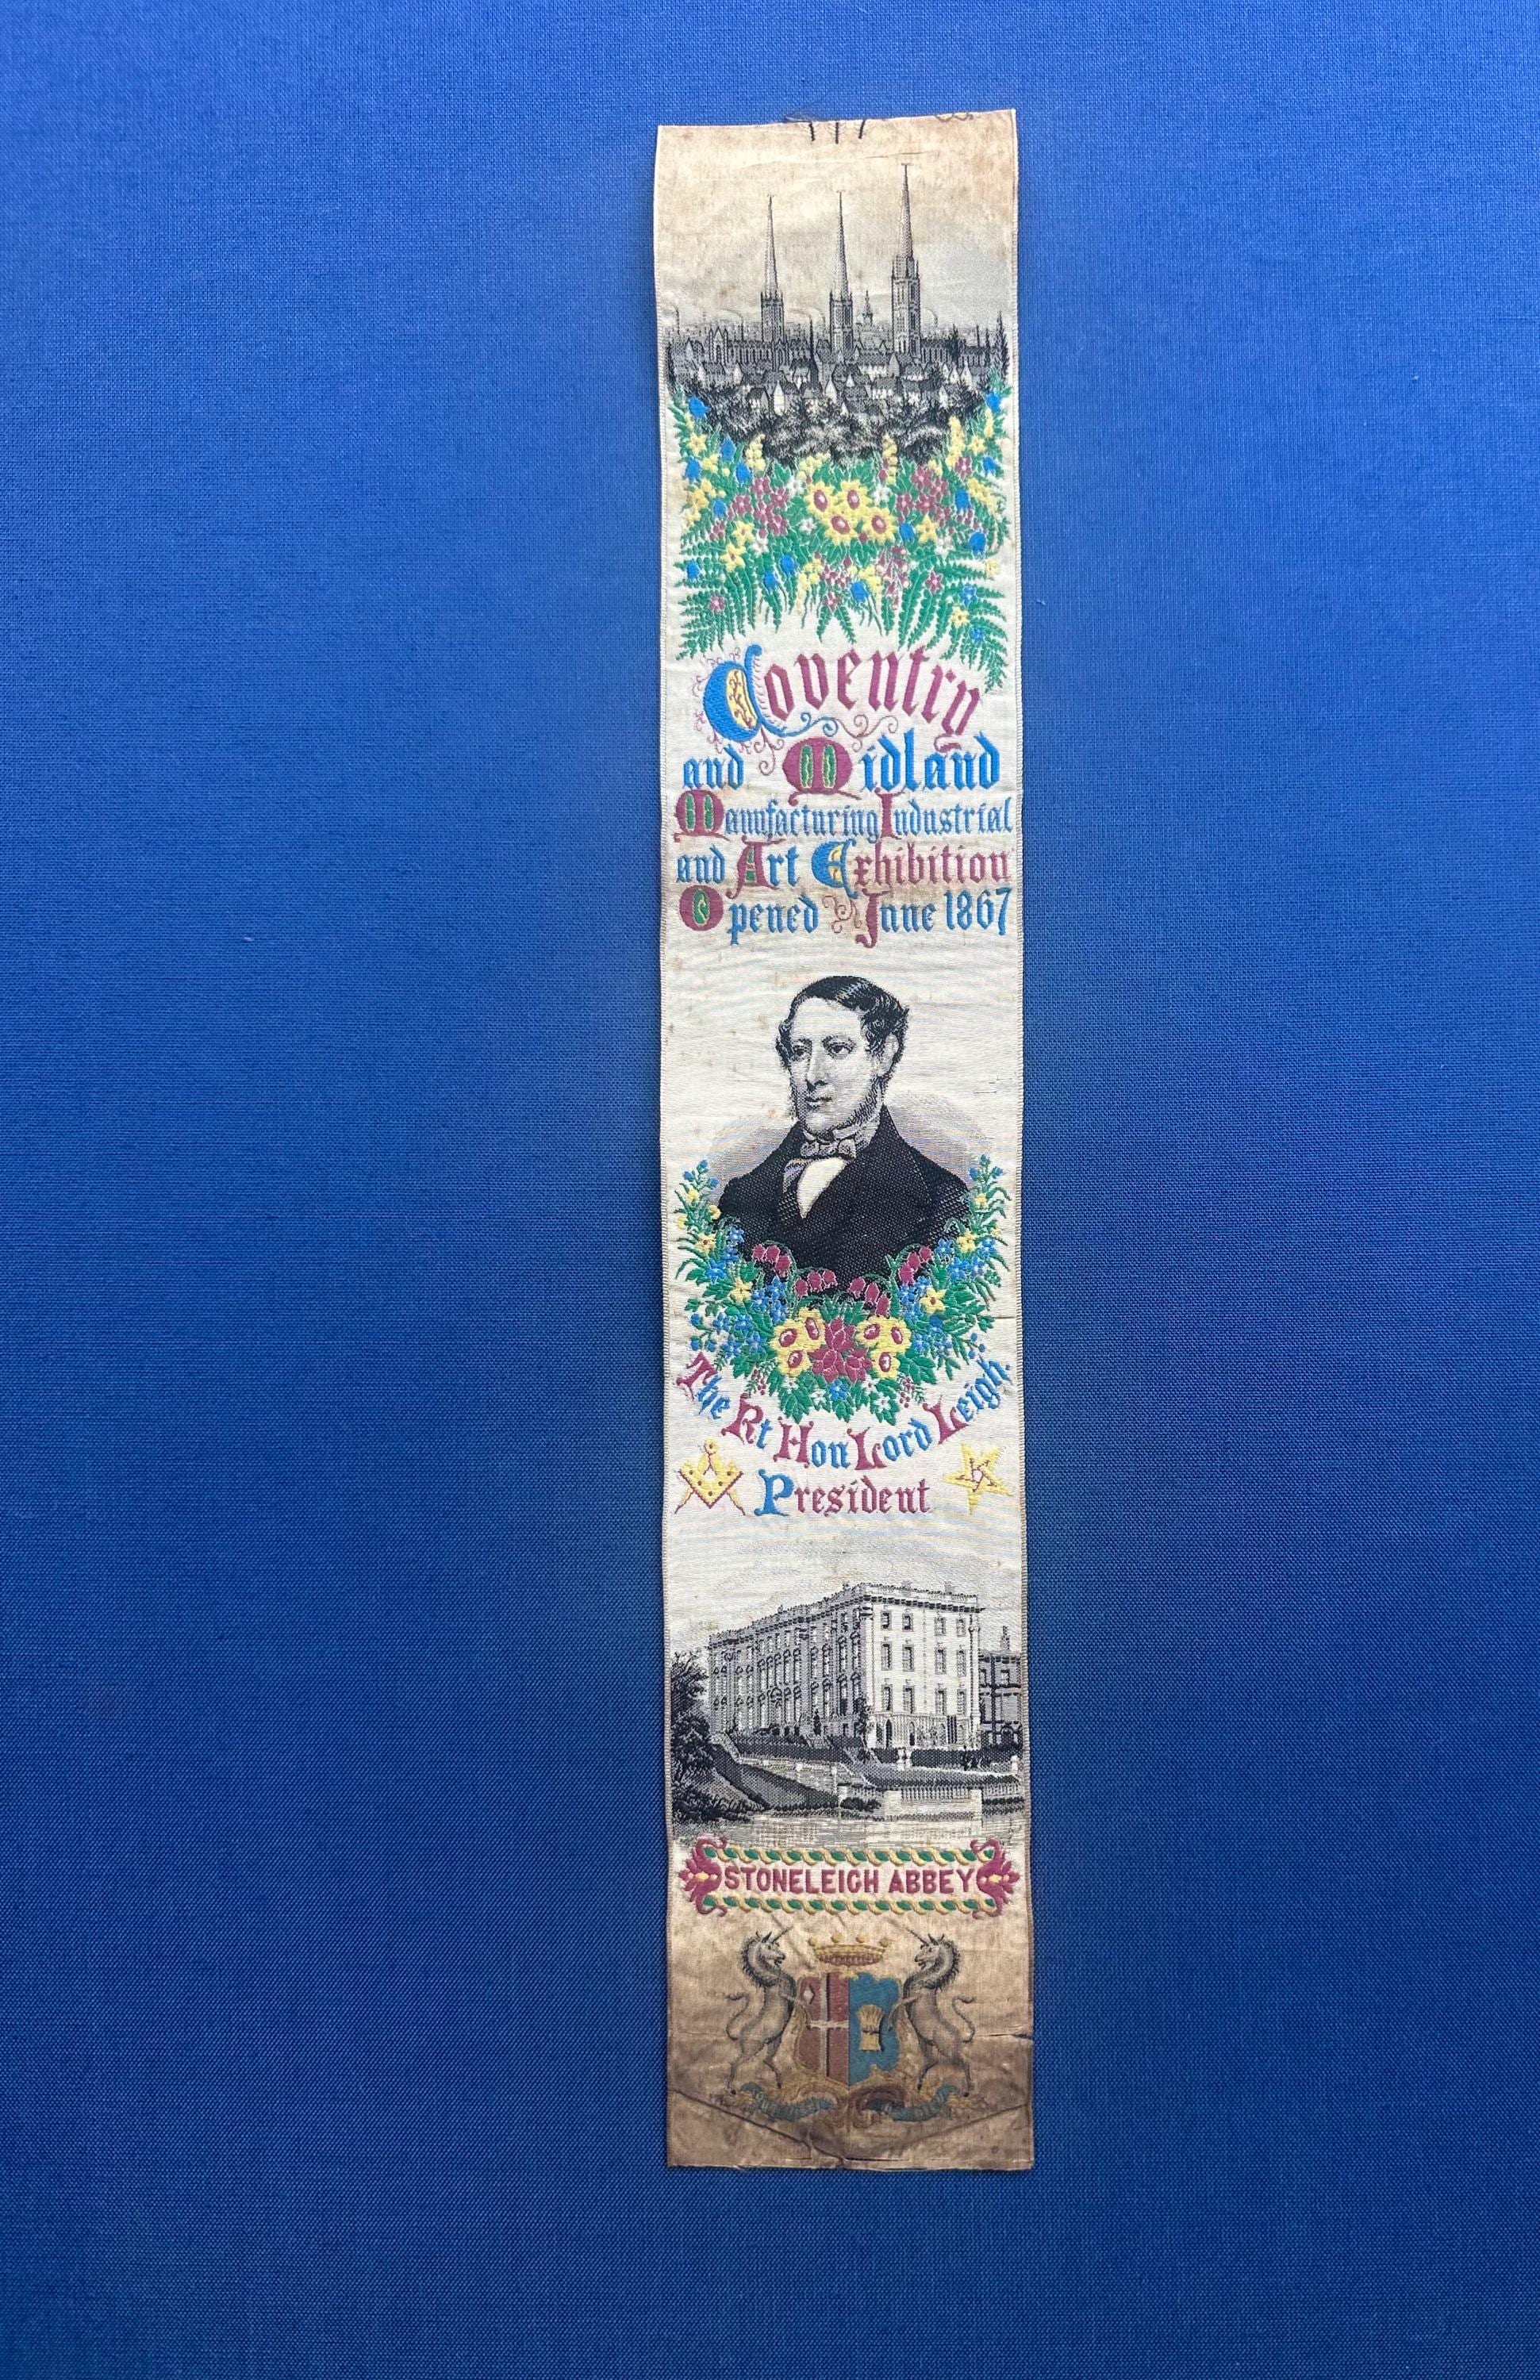 Coventry
and Midland
Manufacturing Industrial
and Art Exhibition
Opened June 1867
The Rt Hon Lord Leigh.
President
STONELEIGH ABBEY